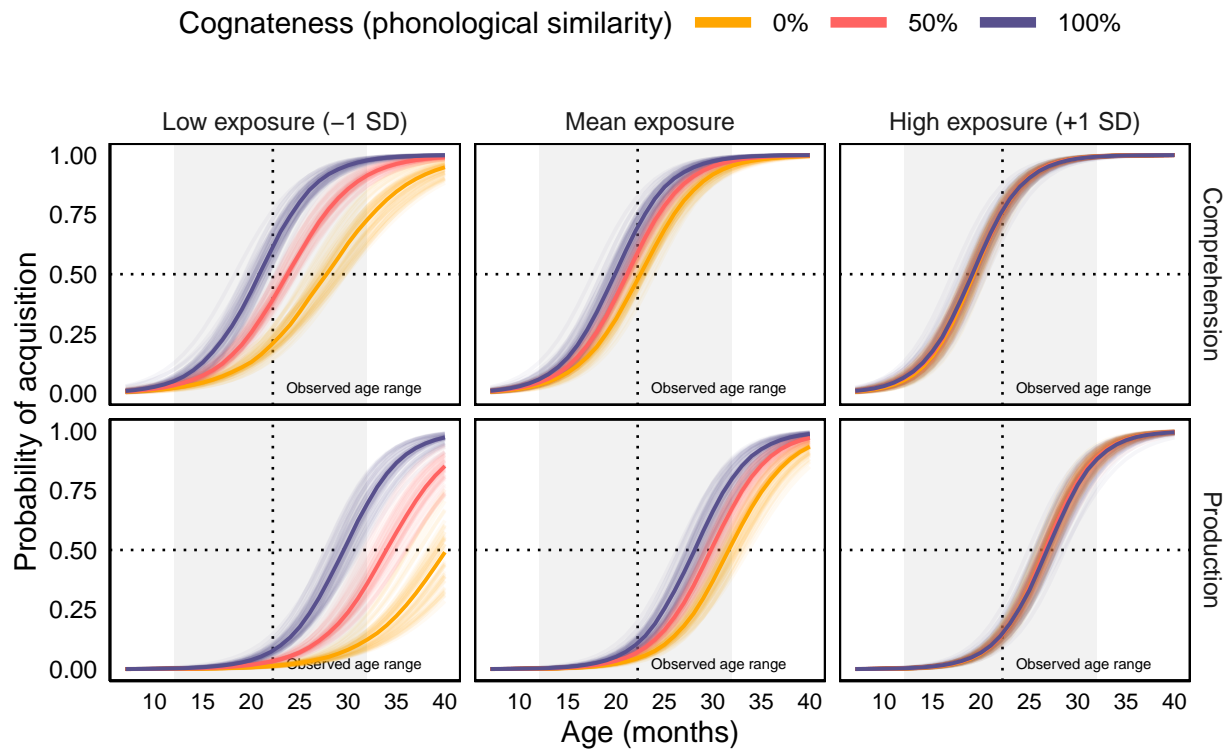 Cognateness (phonological similarity) 0% 50% 100%
Low exposure (−1 SD) Mean exposure High exposure (+1 SD)
Probability of acquisition
1.00
0.75
0.50
0.25
0.00
Observed age range Observed age range Observed age range
Comprehension
1.00
0.75
0.50
0.25
0.00
Observed age range Observed age range Observed age range
Production
10 15 20 25 30 35 40 10 15 20 25 30 35 40 10 15 20 25 30 35 40
Age (months)